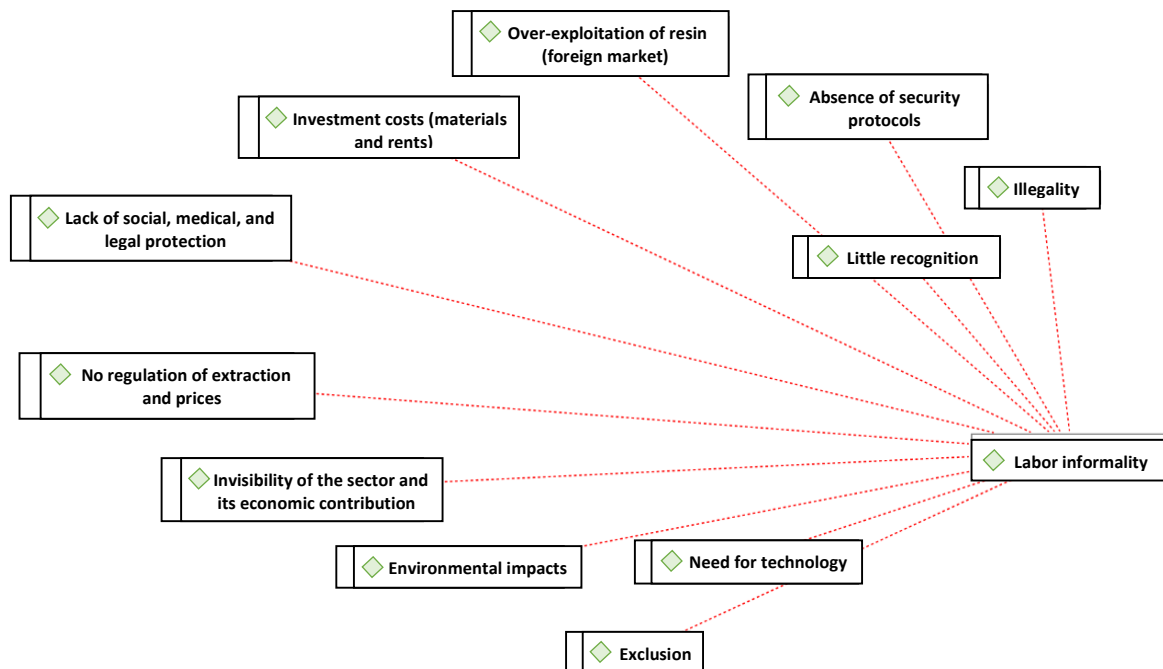 Over-exploitation of resin
(foreign market)
Absence of security
protocols
Investment costs (materials
and rents)
Illegality
Lack of social, medical, and
legal protection
Little recognition
No regulation of extraction
and prices
Labor informality
Invisibility of the sector and
its economic contribution
Environmental impacts
Need for technology
Exclusion